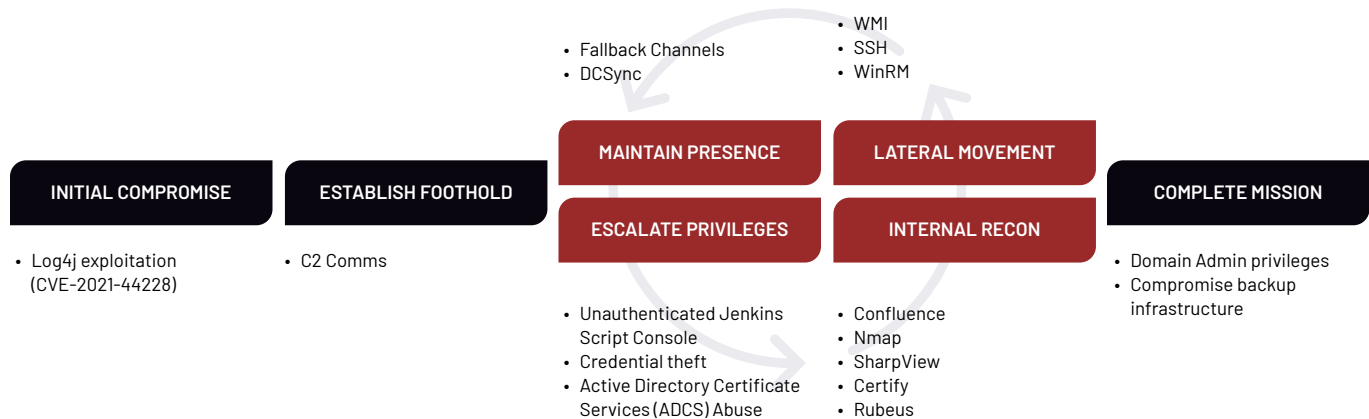 • WMI
• SSH
• WinRM
• Fallback Channels
• DCSync
MAINTAIN PRESENCE
LATERAL MOVEMENT
INITIAL COMPROMISE
ESTABLISH FOOTHOLD
COMPLETE MISSION
ESCALATE PRIVILEGES
INTERNAL RECON
• Log4j exploitation
(CVE-2021-44228)
• C2 Comms
• Domain Admin privileges
• Compromise backup
infrastructure
• Unauthenticated Jenkins
Script Console
• Credential theft
• Active Directory Certificate
Services (ADCS) Abuse
• Confluence
• Nmap
• SharpView
• Certify
• Rubeus